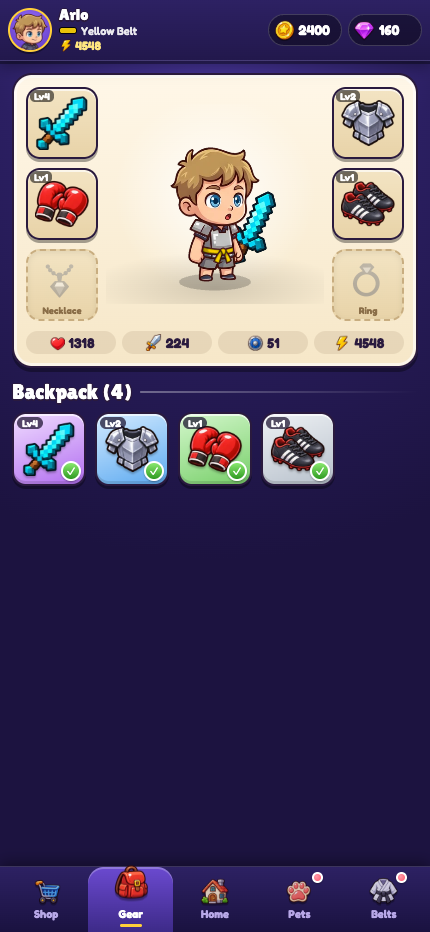 Arlo
Yellow Belt
4548
2400
160
Lv4
Lv2
Lv1
Lv1
Necklace
Ring
1318
224
51
4548
Backpack (4)
Lv4
Lv2
Lv1
Lv1
Shop
Gear
Home
Pets
Belts